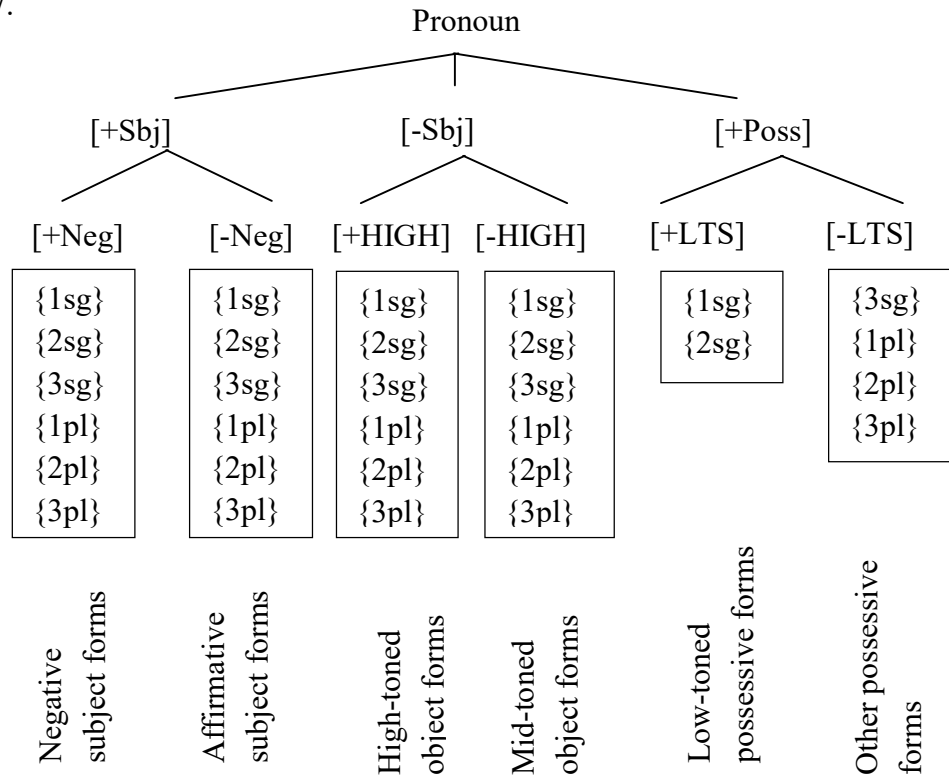 Pronoun
[+Sbj] [-Sbj] [+Poss]
[+Neg] [-Neg] [+HIGH] [-HIGH] [+LTS] [-LTS]
{1sg} {1sg} {1sg} {1sg} {1sg} {3sg}
{2sg} {2sg} {2sg} {2sg} {2sg} {1pl}
{3sg} {3sg} {3sg} {3sg} {2pl}
{1pl} {1pl} {1pl} {1pl} {3pl}
{2pl} {2pl} {2pl} {2pl}
{3pl} {3pl} {3pl} {3pl}
Negative
subject forms
Affirmative
subject forms
High-toned
object forms
Mid-toned
object forms
Low-toned
possessive forms
Other possessive
forms